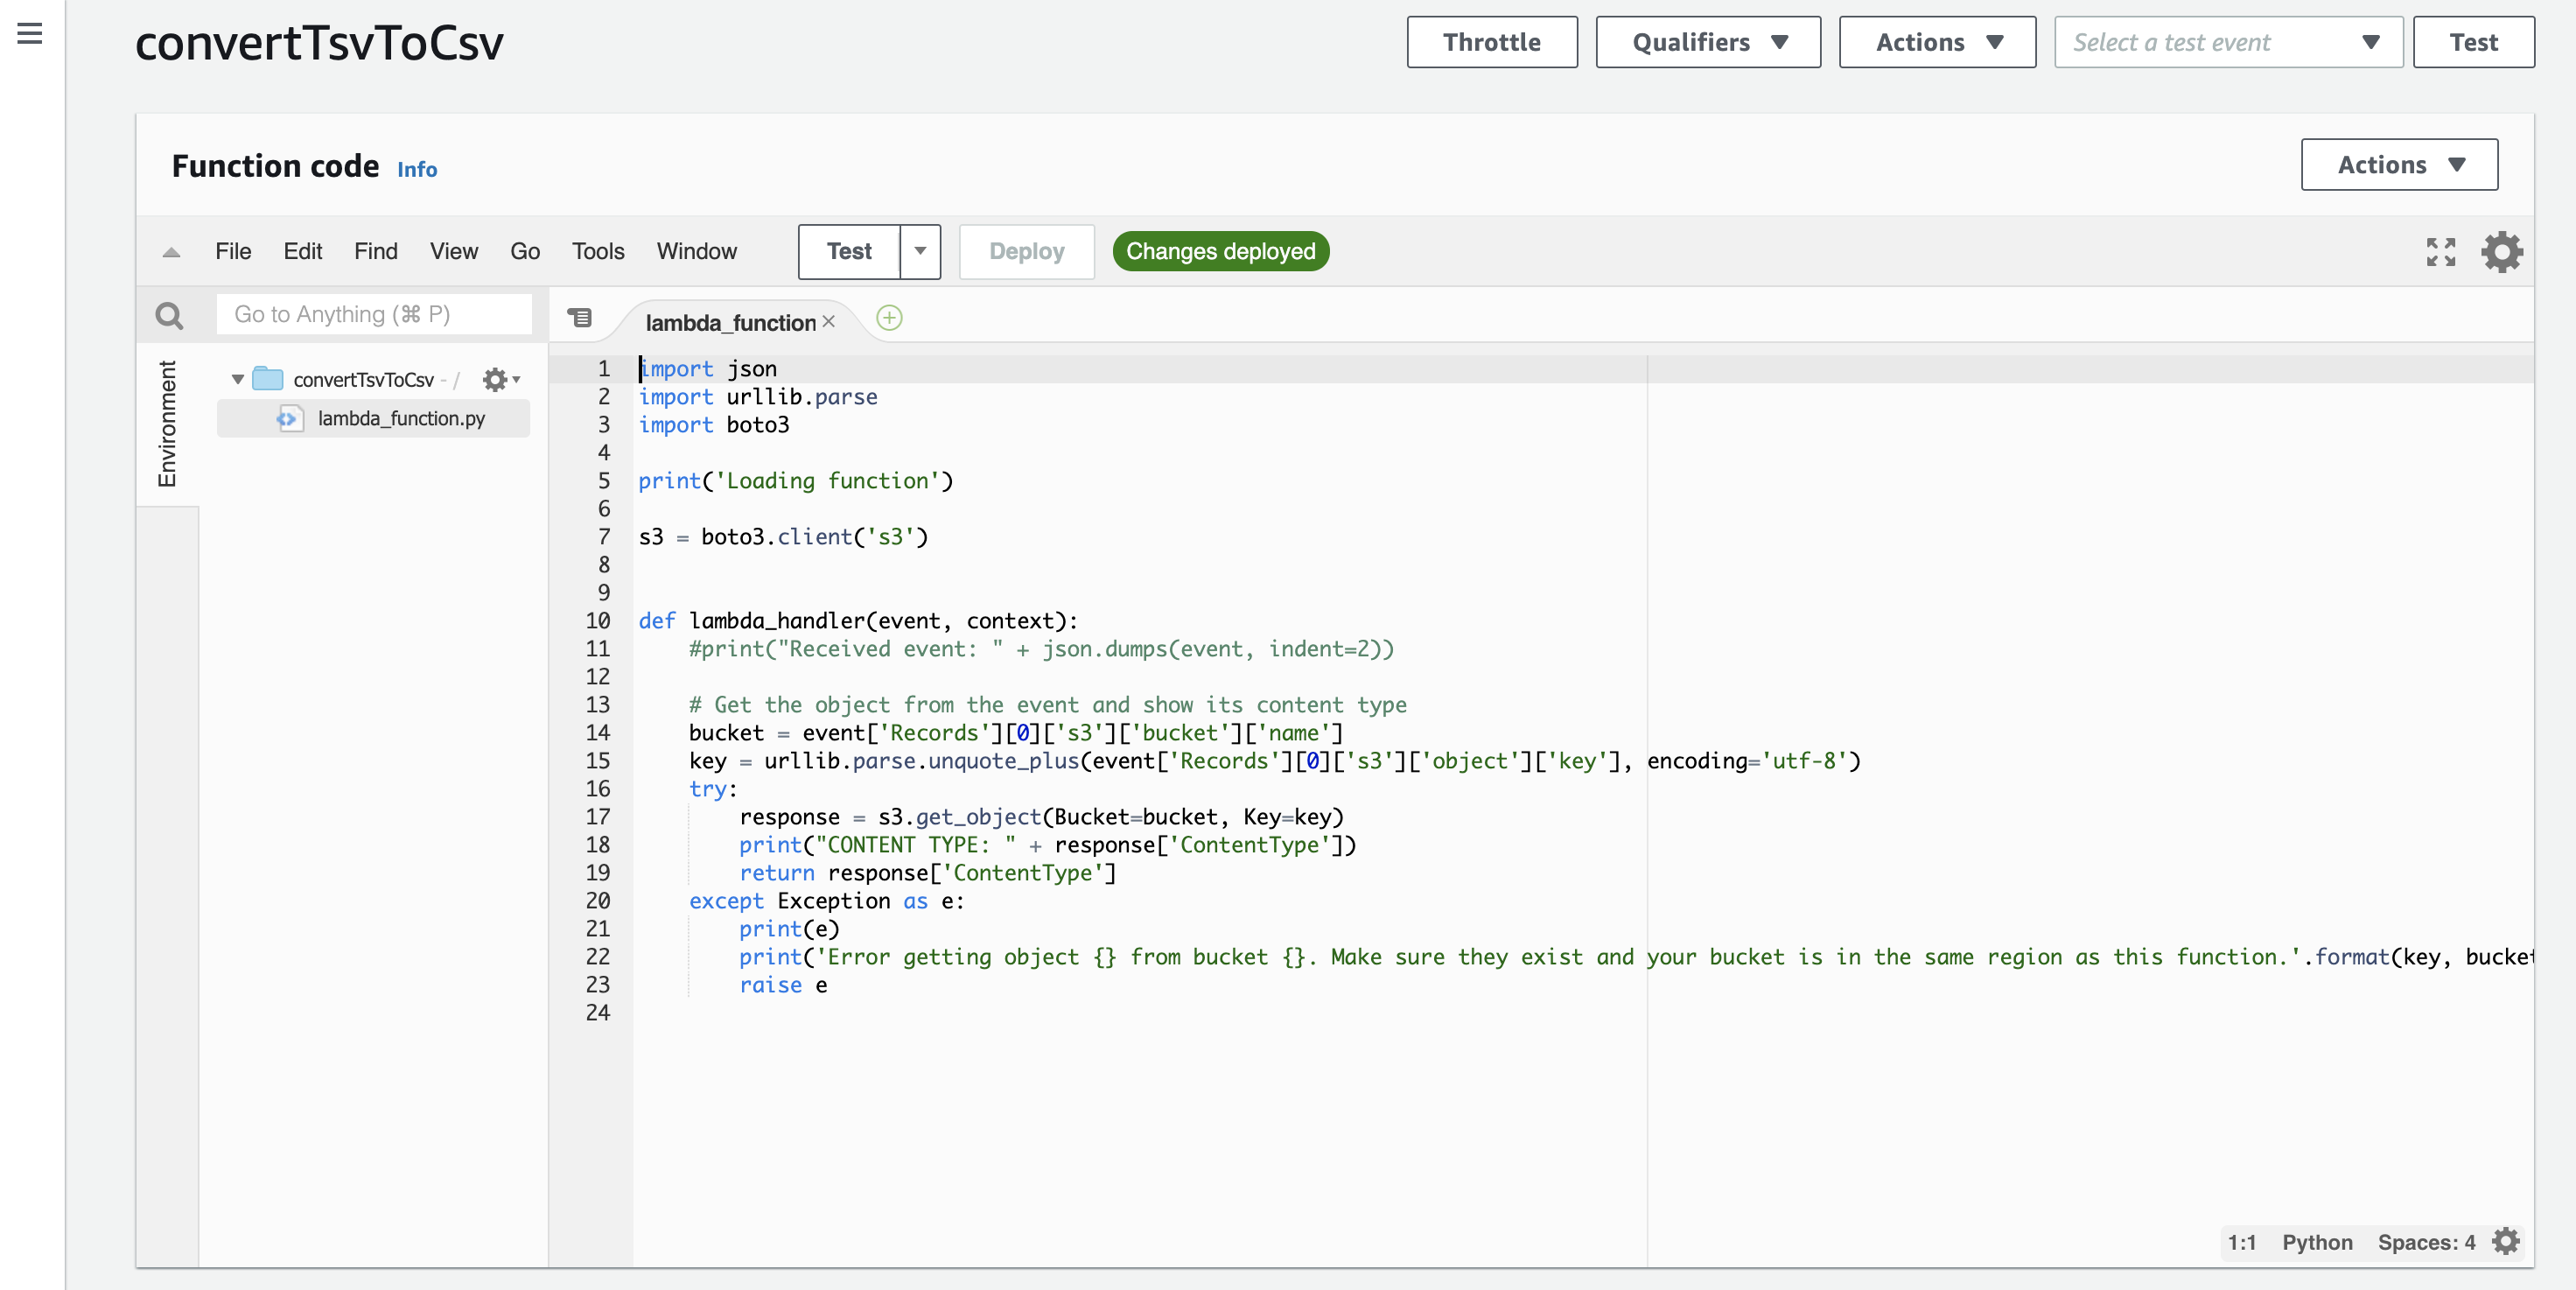 convertTsvToCsv
Throttle
Qualifiers
Actions
Select a test event
Test
Function code Info
Actions
File Edit Find View Go Tools Window
Test
Deploy
Changes deployed
Go to Anything (⌘ P)
lambda_function ×
Environment
convertTsvToCsv - /
lambda_function.py
1 import json
2 import urllib.parse
3 import boto3
4
5 print('Loading function')
6
7 s3 = boto3.client('s3')
8
9
10 def lambda_handler(event, context):
11     #print("Received event: " + json.dumps(event, indent=2))
12
13     # Get the object from the event and show its content type
14     bucket = event['Records'][0]['s3']['bucket']['name']
15     key = urllib.parse.unquote_plus(event['Records'][0]['s3']['object']['key'], encoding='utf-8')
16     try:
17         response = s3.get_object(Bucket=bucket, Key=key)
18         print("CONTENT TYPE: " + response['ContentType'])
19         return response['ContentType']
20     except Exception as e:
21         print(e)
22         print('Error getting object {} from bucket {}. Make sure they exist and your bucket is in the same region as this function.'.format(key, bucket
23         raise e
24
1:1 Python Spaces: 4